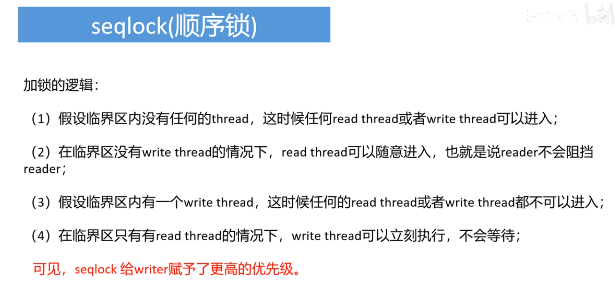 seqlock(顺序锁)
加锁的逻辑：
（1）假设临界区内没有任何的thread，这时候任何read thread或者write thread可以进入；
（2）在临界区没有write thread的情况下，read thread可以随意进入，也就是说reader不会阻挡
reader；
（3）假设临界区内有一个write thread，这时候任何的read thread或者write thread都不可以进入；
（4）在临界区只有有read thread的情况下，write thread可以立刻执行，不会等待；
可见，seqlock 给writer赋予了更高的优先级。